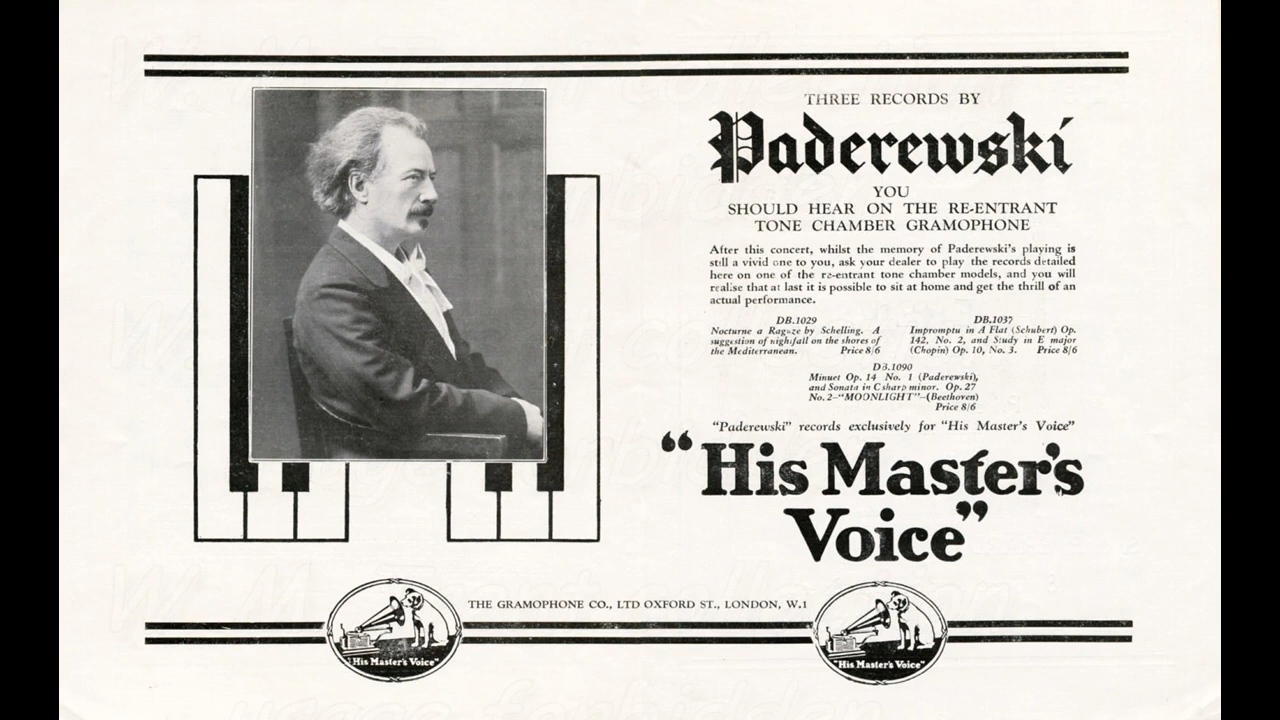 THREE RECORDS BY
Paderewski
YOU
SHOULD HEAR ON THE RE-ENTRANT
TONE CHAMBER GRAMOPHONE
After this concert, whilst the memory of Paderewski's playing is
still a vivid one to you, ask your dealer to play the records detailed
here on one of the re-entrant tone chamber models, and you will
realise that at last it is possible to sit at home and get the thrill of an
actual performance.
DB.1029
Nocturne a Raguze by Schelling. A
suggestion of nightfall on the shores of
the Mediterranean. Price 8/6
DB.1037
Impromptu in A Flat (Schubert) Op.
142, No. 2, and Study in E major
(Chopin) Op. 10, No. 3. Price 8/6
DB.1090
Minuet Op. 14 No. 1 (Paderewski),
and Sonata in C sharp minor. Op. 27
No. 2-"MOONLIGHT"-(Beethoven)
Price 8/6
"Paderewski" records exclusively for "His Master's Voice"
"His Master's
Voice"
THE GRAMOPHONE CO., LTD OXFORD ST., LONDON, W.1
"His Master's Voice"
"His Master's Voice"